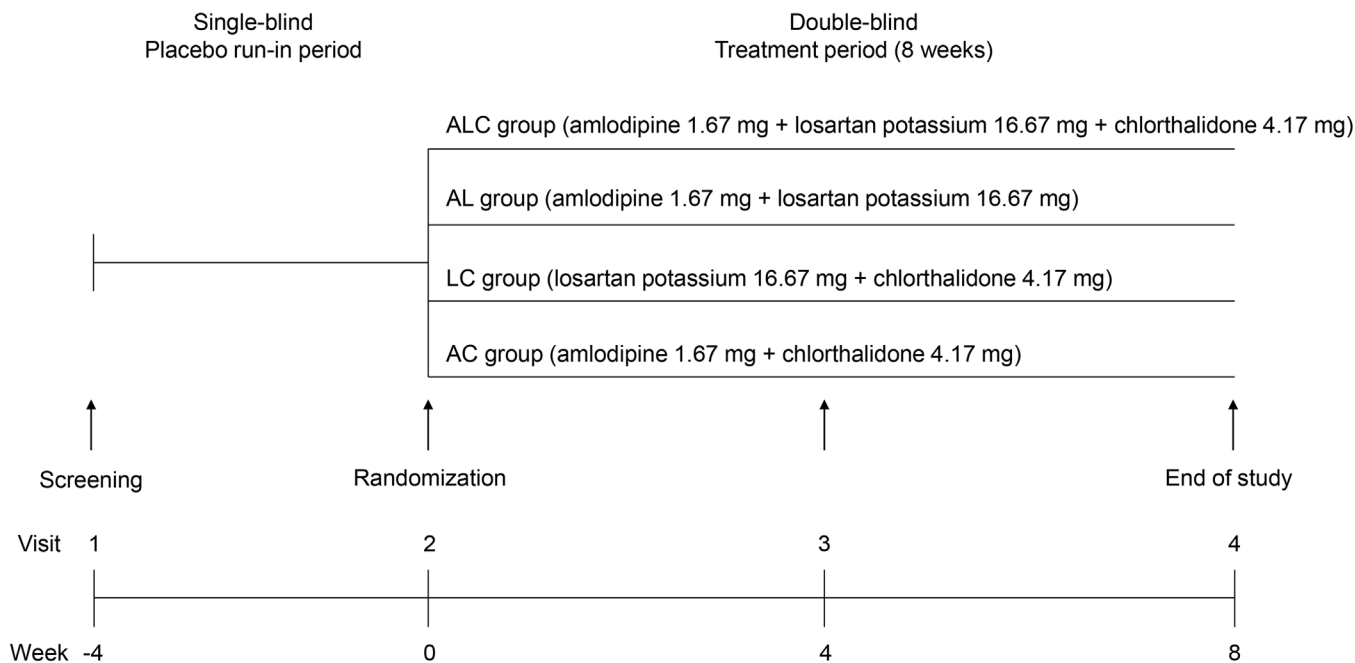 Single-blind
Placebo run-in period
Double-blind
Treatment period (8 weeks)
ALC group (amlodipine 1.67 mg + losartan potassium 16.67 mg + chlorthalidone 4.17 mg)
AL group (amlodipine 1.67 mg + losartan potassium 16.67 mg)
LC group (losartan potassium 16.67 mg + chlorthalidone 4.17 mg)
AC group (amlodipine 1.67 mg + chlorthalidone 4.17 mg)
Screening Randomization End of study
Visit 1 2 3 4
Week -4 0 4 8